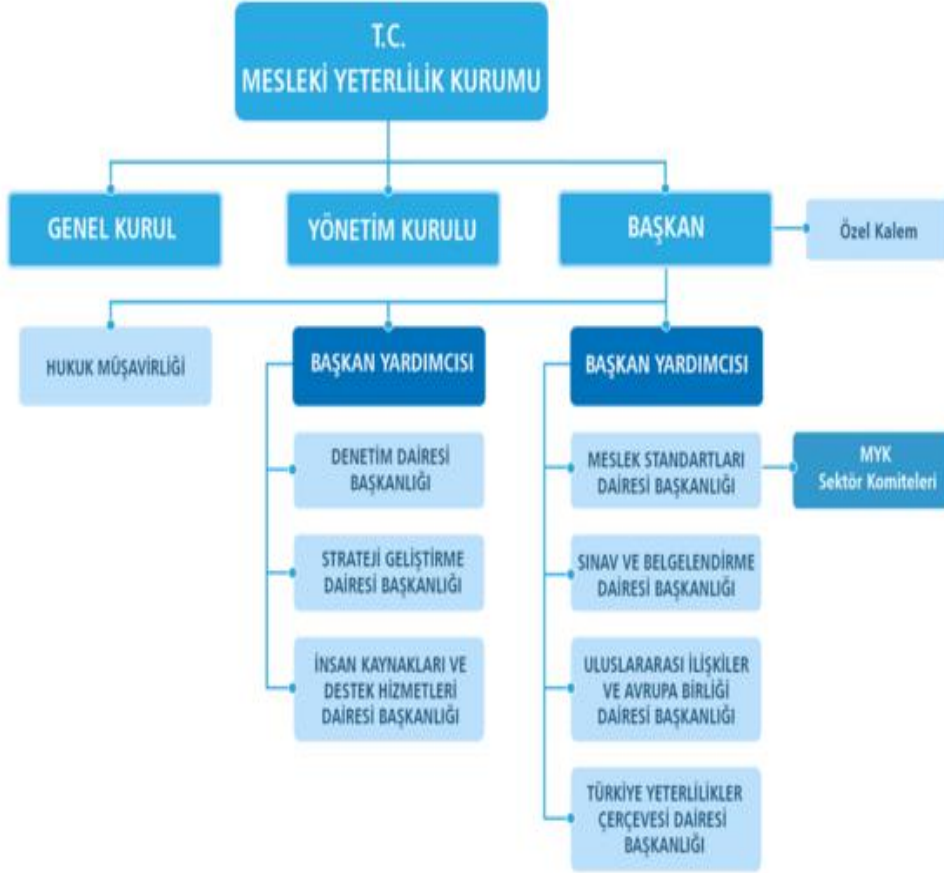 T.C.
MESLEKİ YETERLİLİK KURUMU
GENEL KURUL
YÖNETİM KURULU
BAŞKAN
Özel Kalem
HUKUK MÜŞAVİRLİĞİ
BAŞKAN YARDIMCISI
DENETİM DAİRESİ
BAŞKANLIĞI
STRATEJİ GELİŞTİRME
DAİRESİ BAŞKANLIĞI
İNSAN KAYNAKLARI VE
DESTEK HİZMETLERİ
DAİRESİ BAŞKANLIĞI
BAŞKAN YARDIMCISI
MESLEK STANDARTLARI
DAİRESİ BAŞKANLIĞI
MYK
Sektör Komiteleri
SINAV VE BELGELENDİRME
DAİRESİ BAŞKANLIĞI
ULUSLARARASI İLİŞKİLER
VE AVRUPA BİRLİĞİ
DAİRESİ BAŞKANLIĞI
TÜRKİYE YETERLİLİKLER
ÇERÇEVESİ DAİRESİ
BAŞKANLIĞI